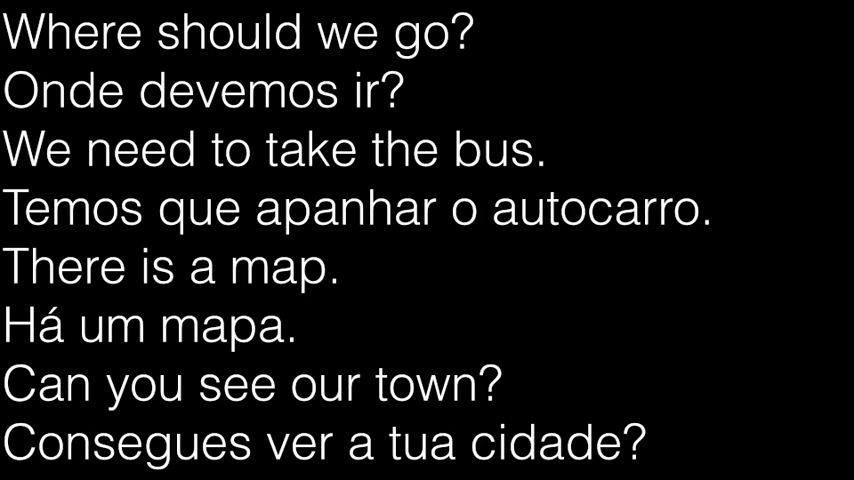 Where should we go?
Onde devemos ir?
We need to take the bus.
Temos que apanhar o autocarro.
There is a map.
Há um mapa.
Can you see our town?
Consegues ver a tua cidade?